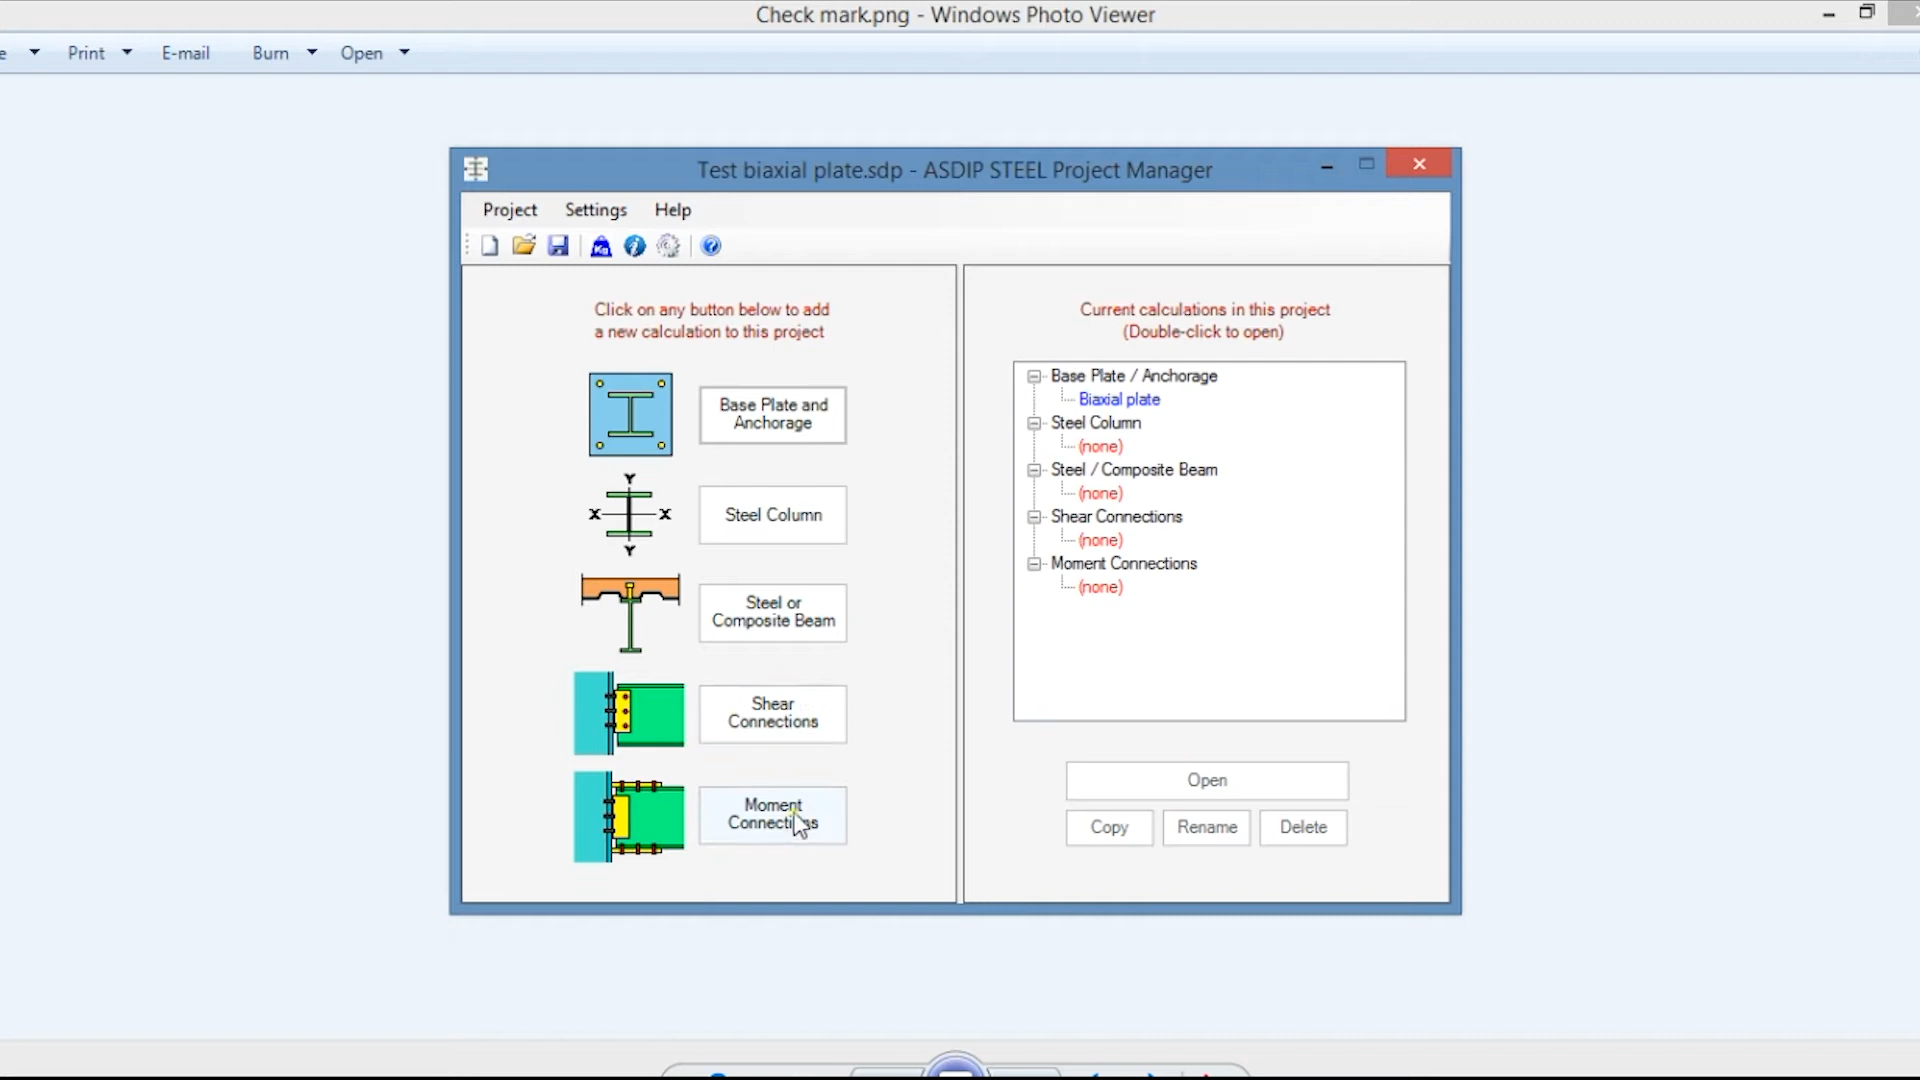 Check mark.png - Windows Photo Viewer
e Print E-mail Burn Open
Test biaxial plate.sdp - ASDIP STEEL Project Manager
Project Settings Help
Click on any button below to add
a new calculation to this project
Base Plate and
Anchorage
Y
X X
Y
Steel Column
Steel or
Composite Beam
Shear
Connections
Moment
Connections
Current calculations in this project
(Double-click to open)
Base Plate / Anchorage
Biaxial plate
Steel Column
(none)
Steel / Composite Beam
(none)
Shear Connections
(none)
Moment Connections
(none)
Open
Copy Rename Delete